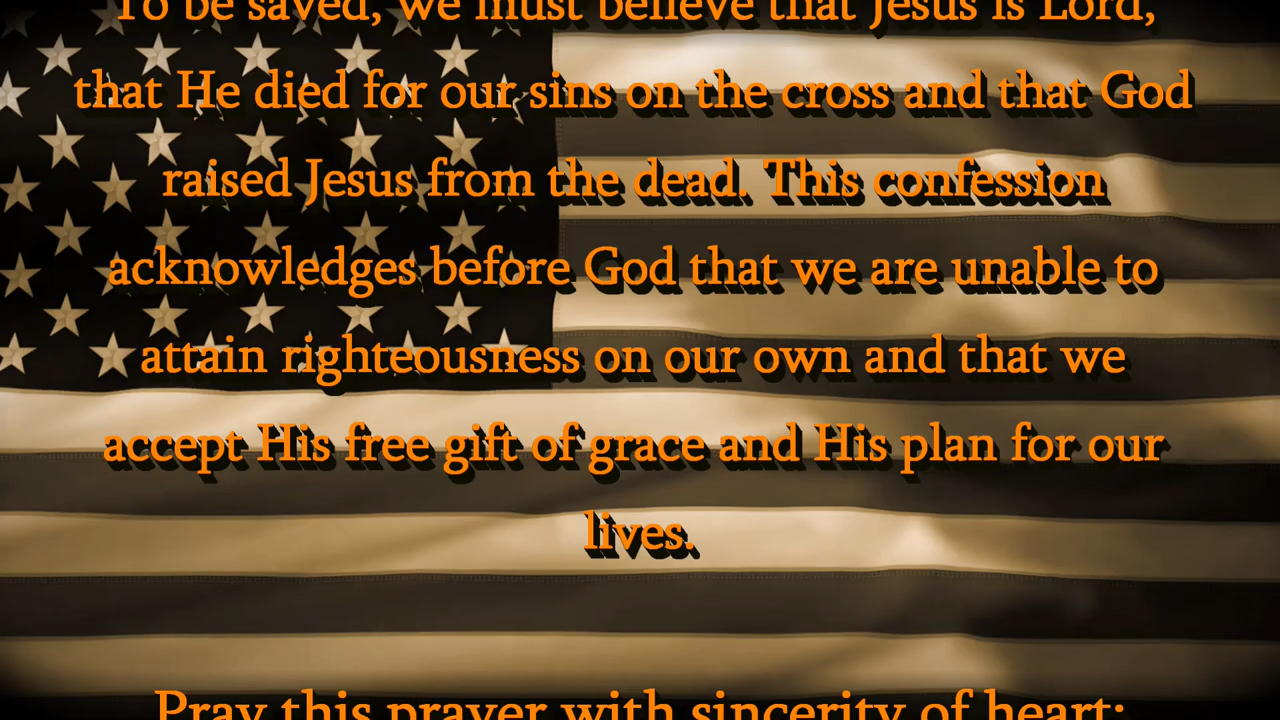 To be saved, we must believe that Jesus is Lord,
that He died for our sins on the cross and that God
raised Jesus from the dead. This confession
acknowledges before God that we are unable to
attain righteousness on our own and that we
accept His free gift of grace and His plan for our
lives.
Pray this prayer with sincerity of heart: